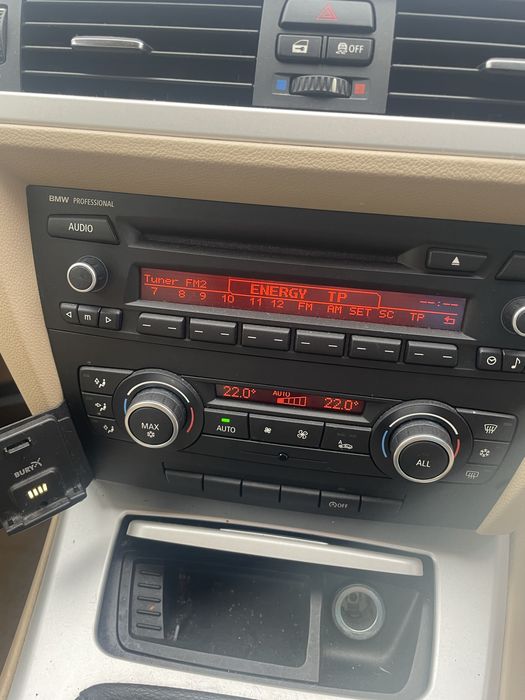 OFF
BMW PROFESSIONAL
AUDIO
Tuner FM2 ENERGY TP --:--
7 8 9 10 11 12 FM AM SET SC TP
m
22.0° AUTO 22.0°
MAX
AUTO
ALL
BURY
OFF